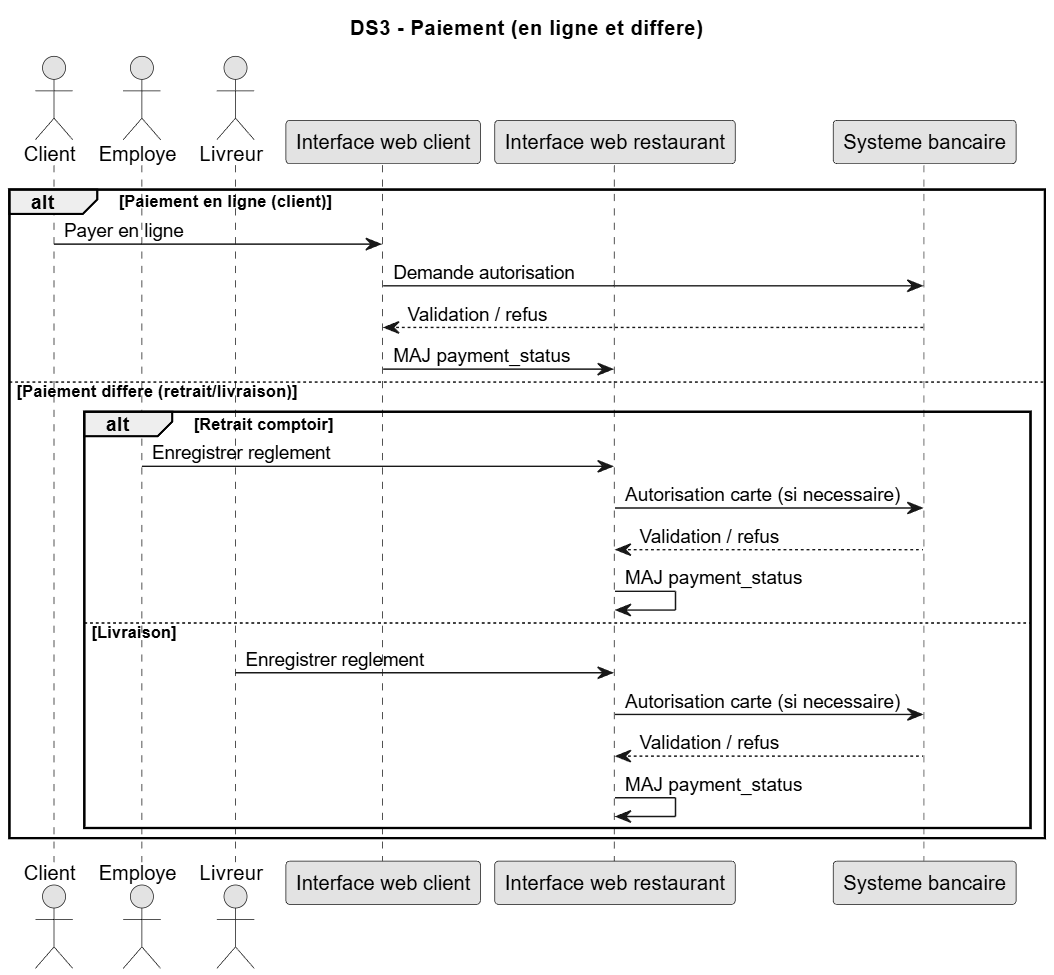 DS3 - Paiement (en ligne et differe)
Client Employe Livreur Interface web client Interface web restaurant Systeme bancaire
alt [Paiement en ligne (client)]
Payer en ligne
Demande autorisation
Validation / refus
MAJ payment_status
[Paiement differe (retrait/livraison)]
alt [Retrait comptoir]
Enregistrer reglement
Autorisation carte (si necessaire)
Validation / refus
MAJ payment_status
[Livraison]
Enregistrer reglement
Autorisation carte (si necessaire)
Validation / refus
MAJ payment_status
Client Employe Livreur Interface web client Interface web restaurant Systeme bancaire